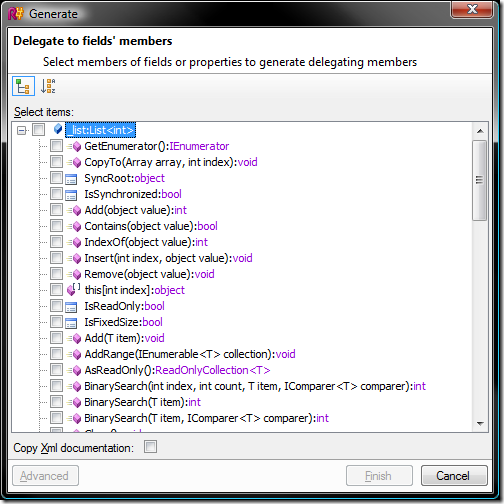 Generate
Delegate to fields' members
Select members of fields or properties to generate delegating members
Select items:
_list:List<int>
GetEnumerator():IEnumerator
CopyTo(Array array, int index):void
SyncRoot:object
IsSynchronized:bool
Add(object value):int
Contains(object value):bool
IndexOf(object value):int
Insert(int index, object value):void
Remove(object value):void
this[int index]:object
IsReadOnly:bool
IsFixedSize:bool
Add(T item):void
AddRange(IEnumerable<T> collection):void
AsReadOnly():ReadOnlyCollection<T>
BinarySearch(int index, int count, T item, IComparer<T> comparer):int
BinarySearch(T item):int
BinarySearch(T item, IComparer<T> comparer):int
Copy Xml documentation:
Advanced
Finish
Cancel